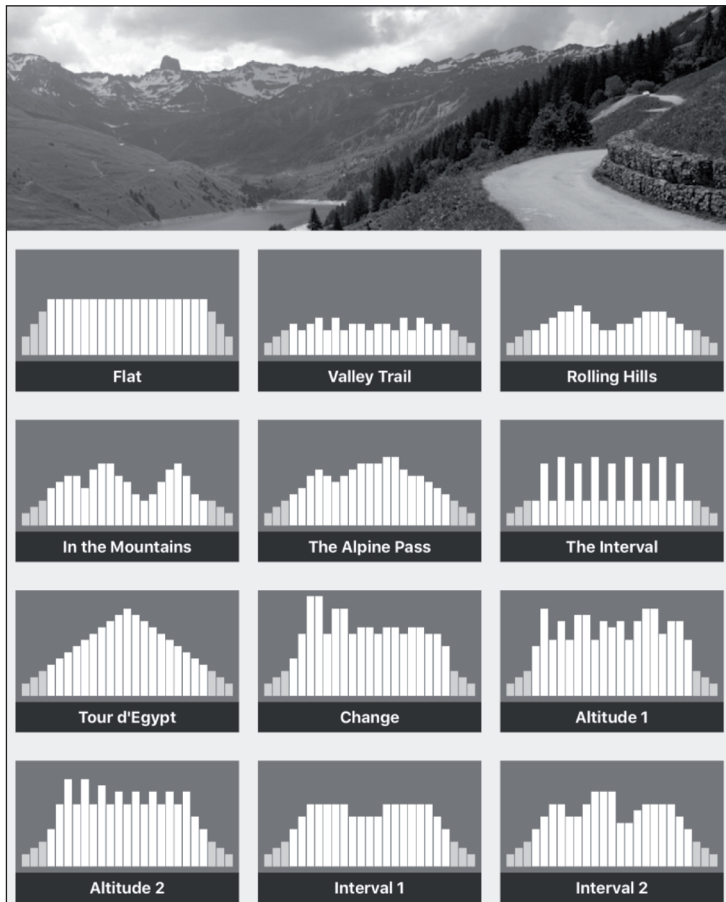 Flat
Valley Trail
Rolling Hills
In the Mountains
The Alpine Pass
The Interval
Tour d'Egypt
Change
Altitude 1
Altitude 2
Interval 1
Interval 2